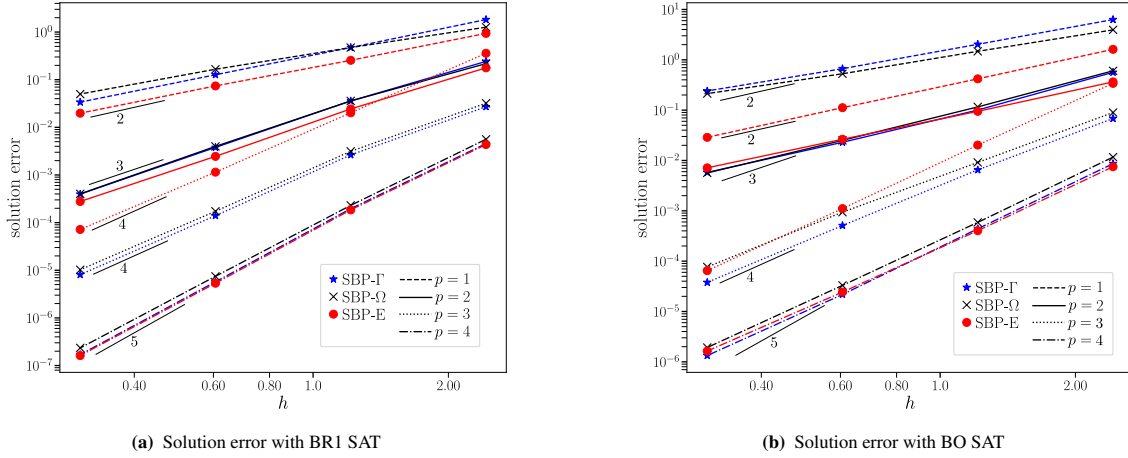 10^0
10^-1
10^-2
10^-3
10^-4
10^-5
10^-6
10^-7
solution error
2
3
4
4
5
SBP-Γ
SBP-Ω
SBP-E
p = 1
p = 2
p = 3
p = 4
0.40 0.60 0.80 1.0 2.00
h
(a) Solution error with BR1 SAT
10^1
10^0
10^-1
10^-2
10^-3
10^-4
10^-5
10^-6
solution error
2
2
3
4
5
SBP-Γ
SBP-Ω
SBP-E
p = 1
p = 2
p = 3
p = 4
0.40 0.60 0.80 1.0 2.00
h
(b) Solution error with BO SAT